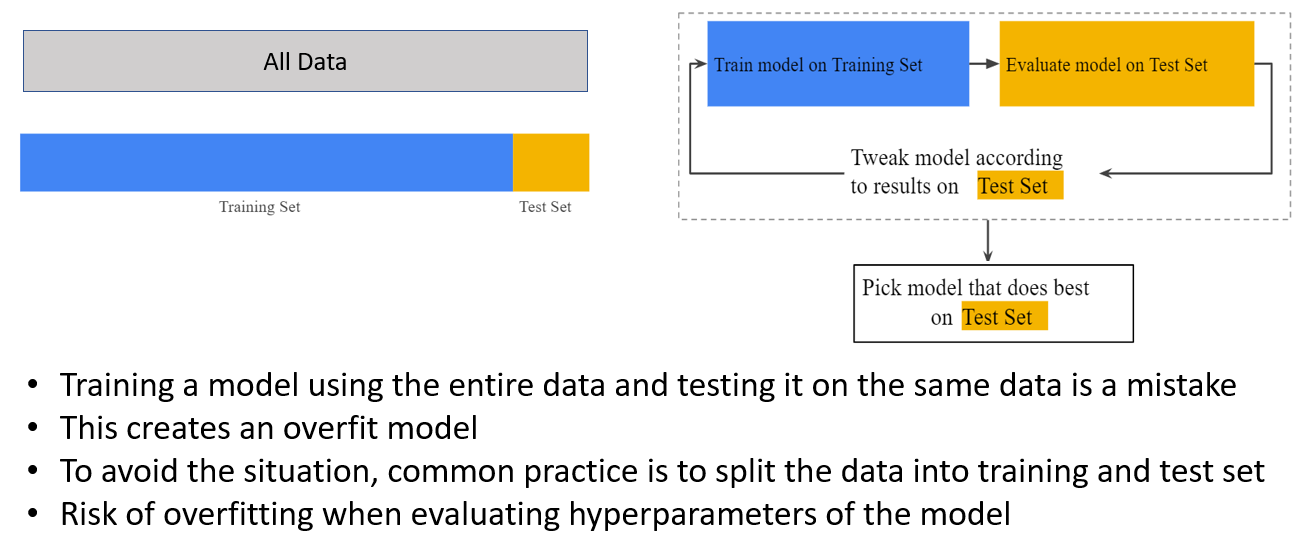 All Data
Training Set
Test Set
Train model on Training Set
Evaluate model on Test Set
Tweak model according
to results on Test Set
Pick model that does best
on Test Set
• Training a model using the entire data and testing it on the same data is a mistake
• This creates an overfit model
• To avoid the situation, common practice is to split the data into training and test set
• Risk of overfitting when evaluating hyperparameters of the model